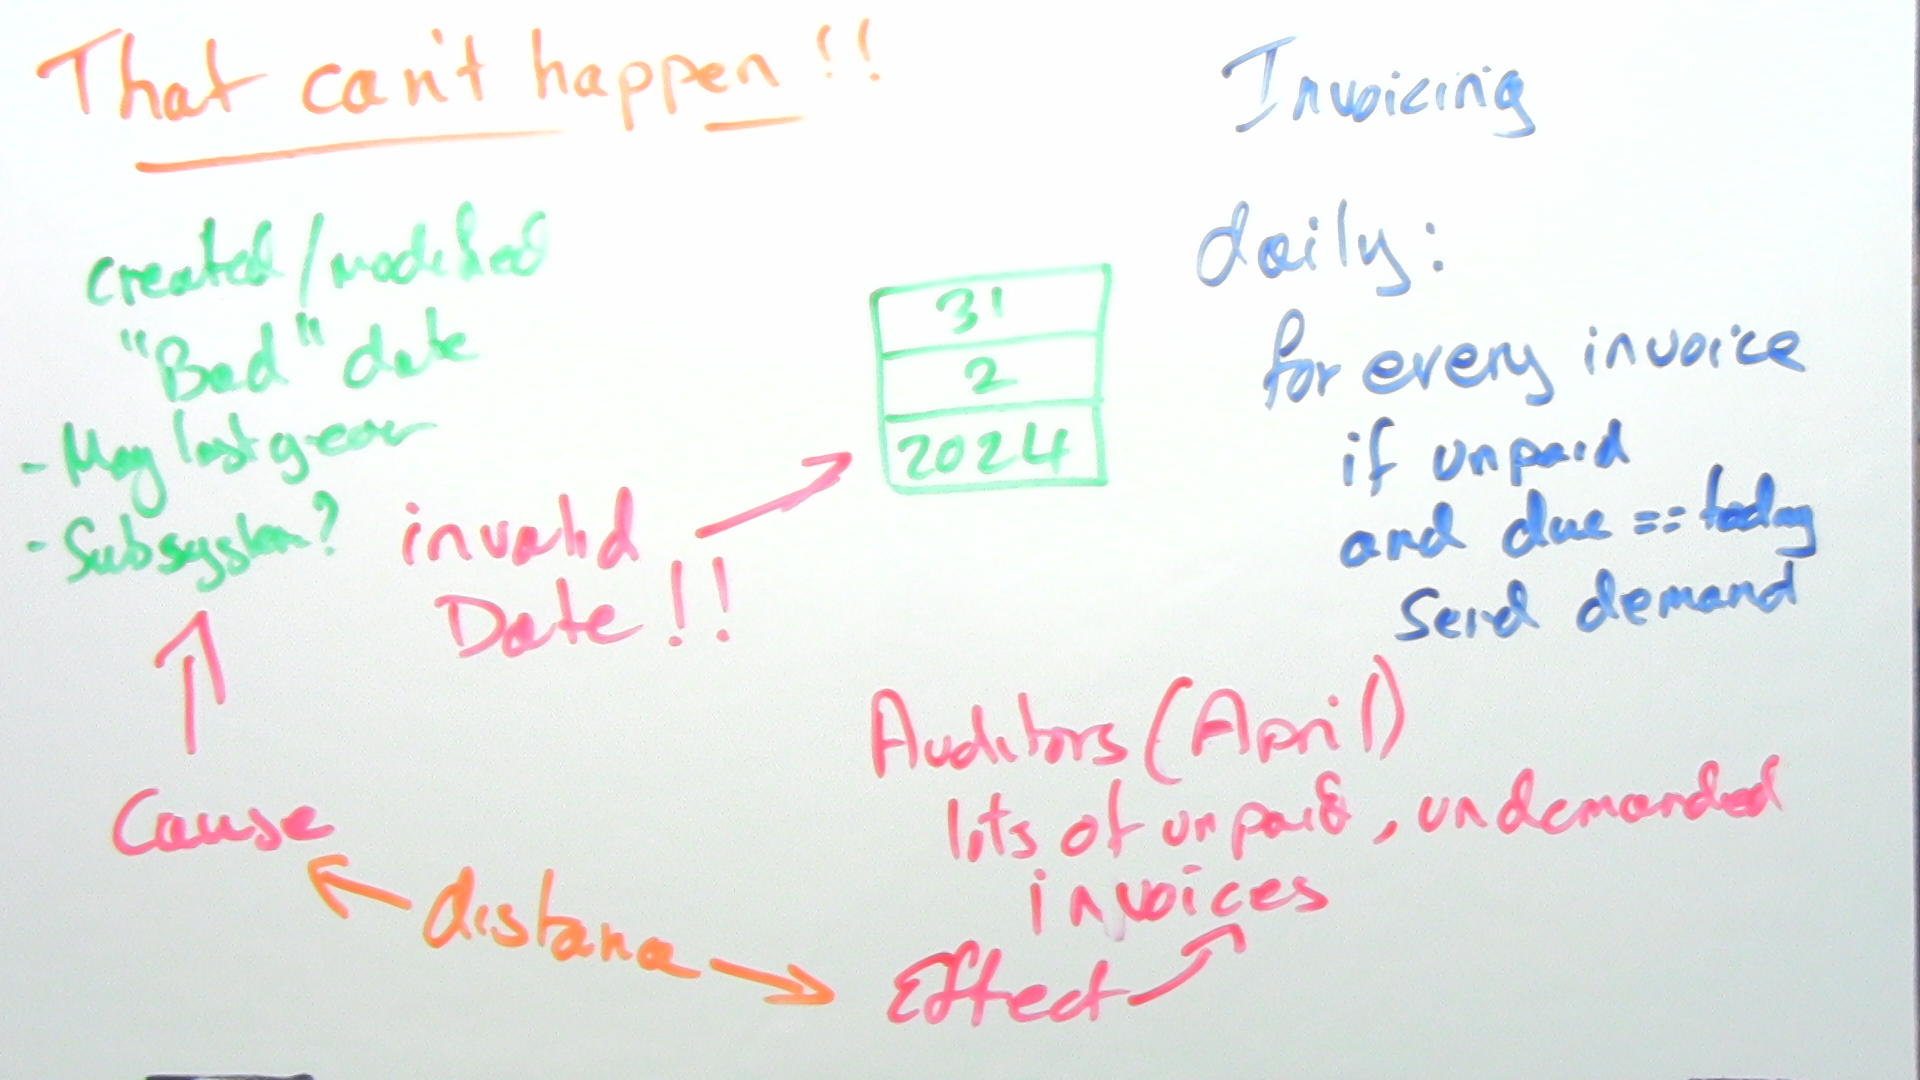 That can't happen!!
created/modified
"Bad" date
- May last year
- Subsystem?
invalid
Date!!
31
2
2024
Invoicing
daily:
for every invoice
if unpaid
and due == today
Send demand
Auditors (April)
lots of unpaid, undemanded
invoices
Cause
distance
Effect